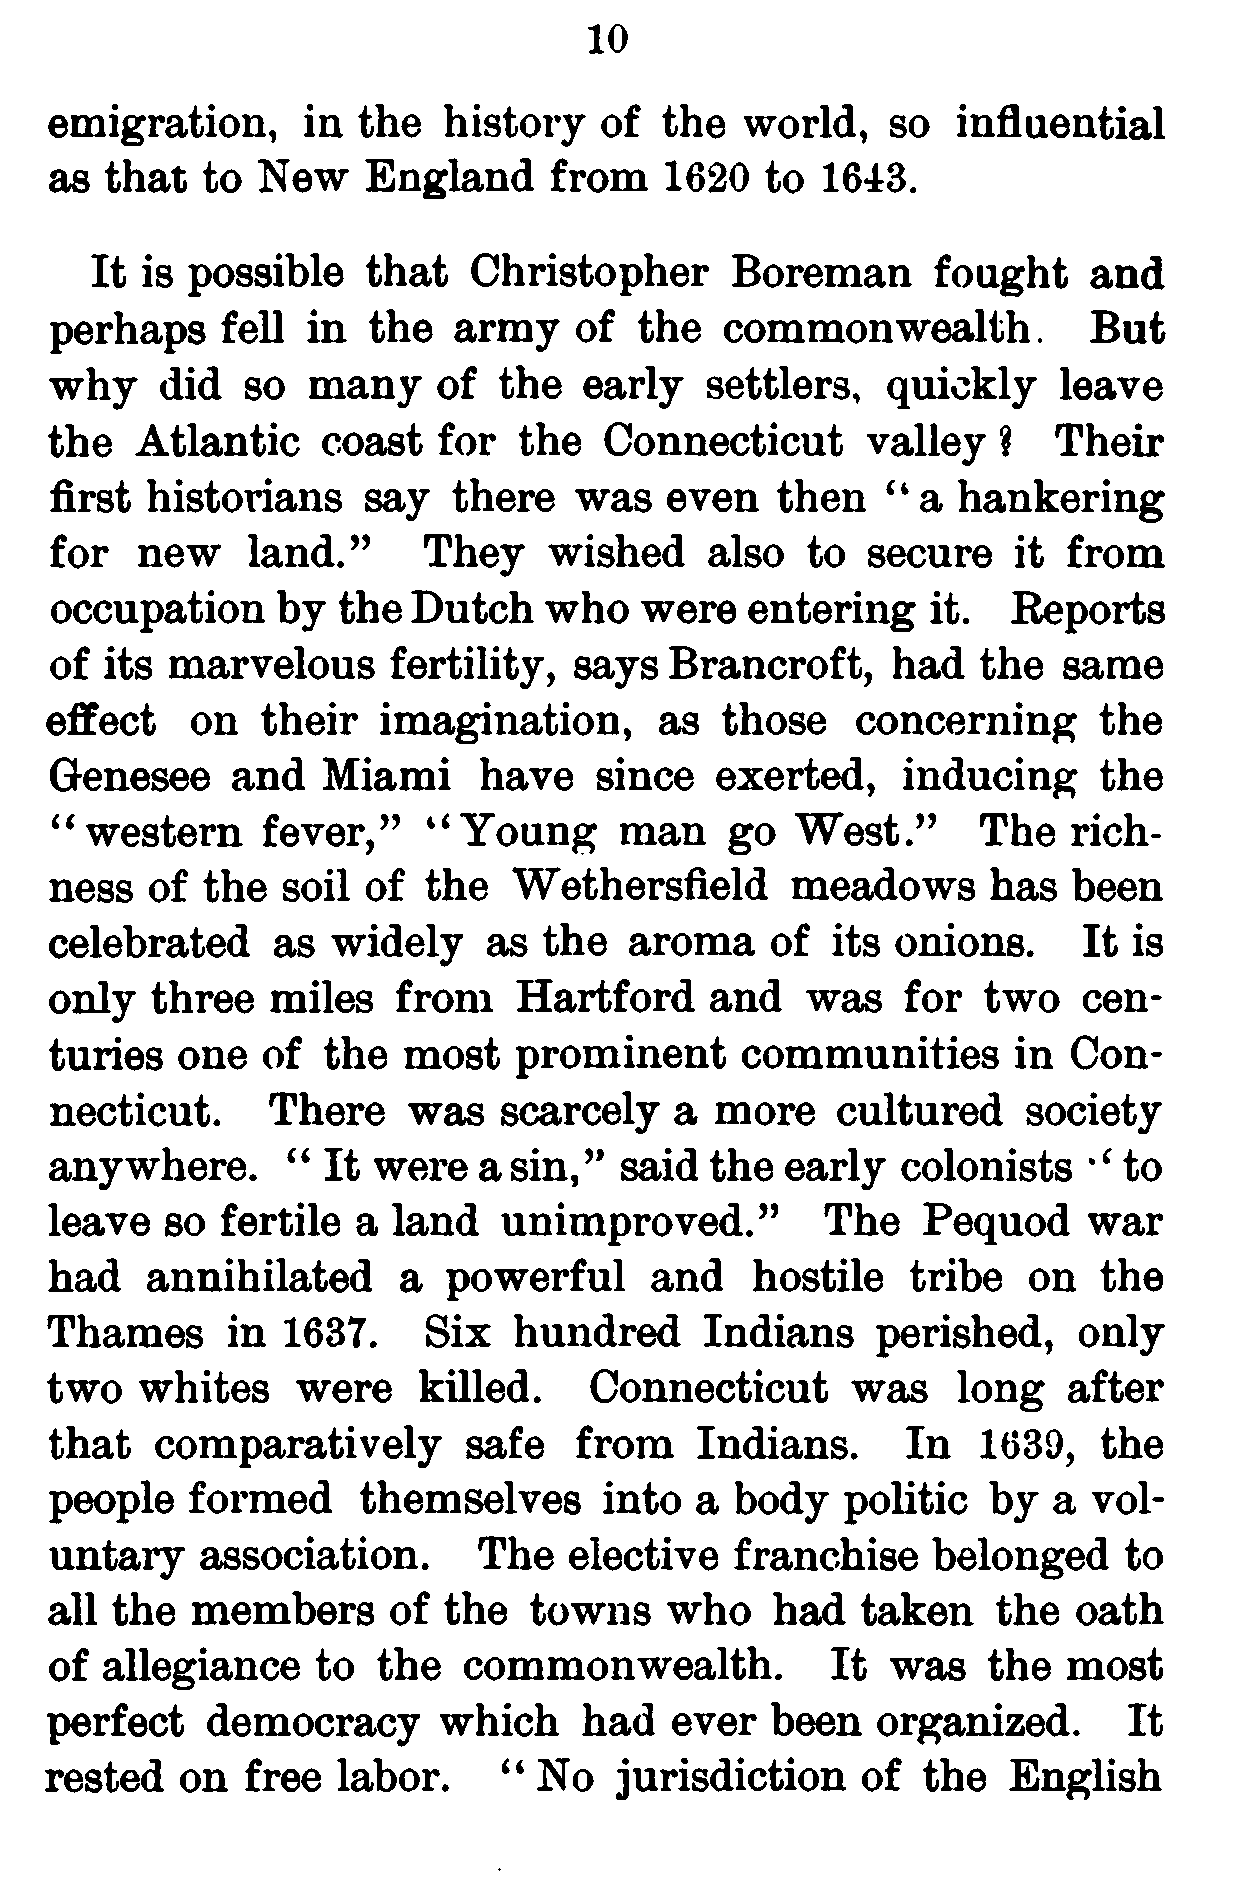 10
emigration, in the history of the world, so influential
as that to New England from 1620 to 1643.
It is possible that Christopher Boreman fought and
perhaps fell in the army of the commonwealth. But
why did so many of the early settlers, quickly leave
the Atlantic coast for the Connecticut valley? Their
first historians say there was even then "a hankering
for new land." They wished also to secure it from
occupation by the Dutch who were entering it. Reports
of its marvelous fertility, says Brancroft, had the same
effect on their imagination, as those concerning the
Genesee and Miami have since exerted, inducing the
"western fever," "Young man go West." The rich-
ness of the soil of the Wethersfield meadows has been
celebrated as widely as the aroma of its onions. It is
only three miles from Hartford and was for two cen-
turies one of the most prominent communities in Con-
necticut. There was scarcely a more cultured society
anywhere. "It were a sin," said the early colonists "to
leave so fertile a land unimproved." The Pequod war
had annihilated a powerful and hostile tribe on the
Thames in 1637. Six hundred Indians perished, only
two whites were killed. Connecticut was long after
that comparatively safe from Indians. In 1639, the
people formed themselves into a body politic by a vol-
untary association. The elective franchise belonged to
all the members of the towns who had taken the oath
of allegiance to the commonwealth. It was the most
perfect democracy which had ever been organized. It
rested on free labor. "No jurisdiction of the English